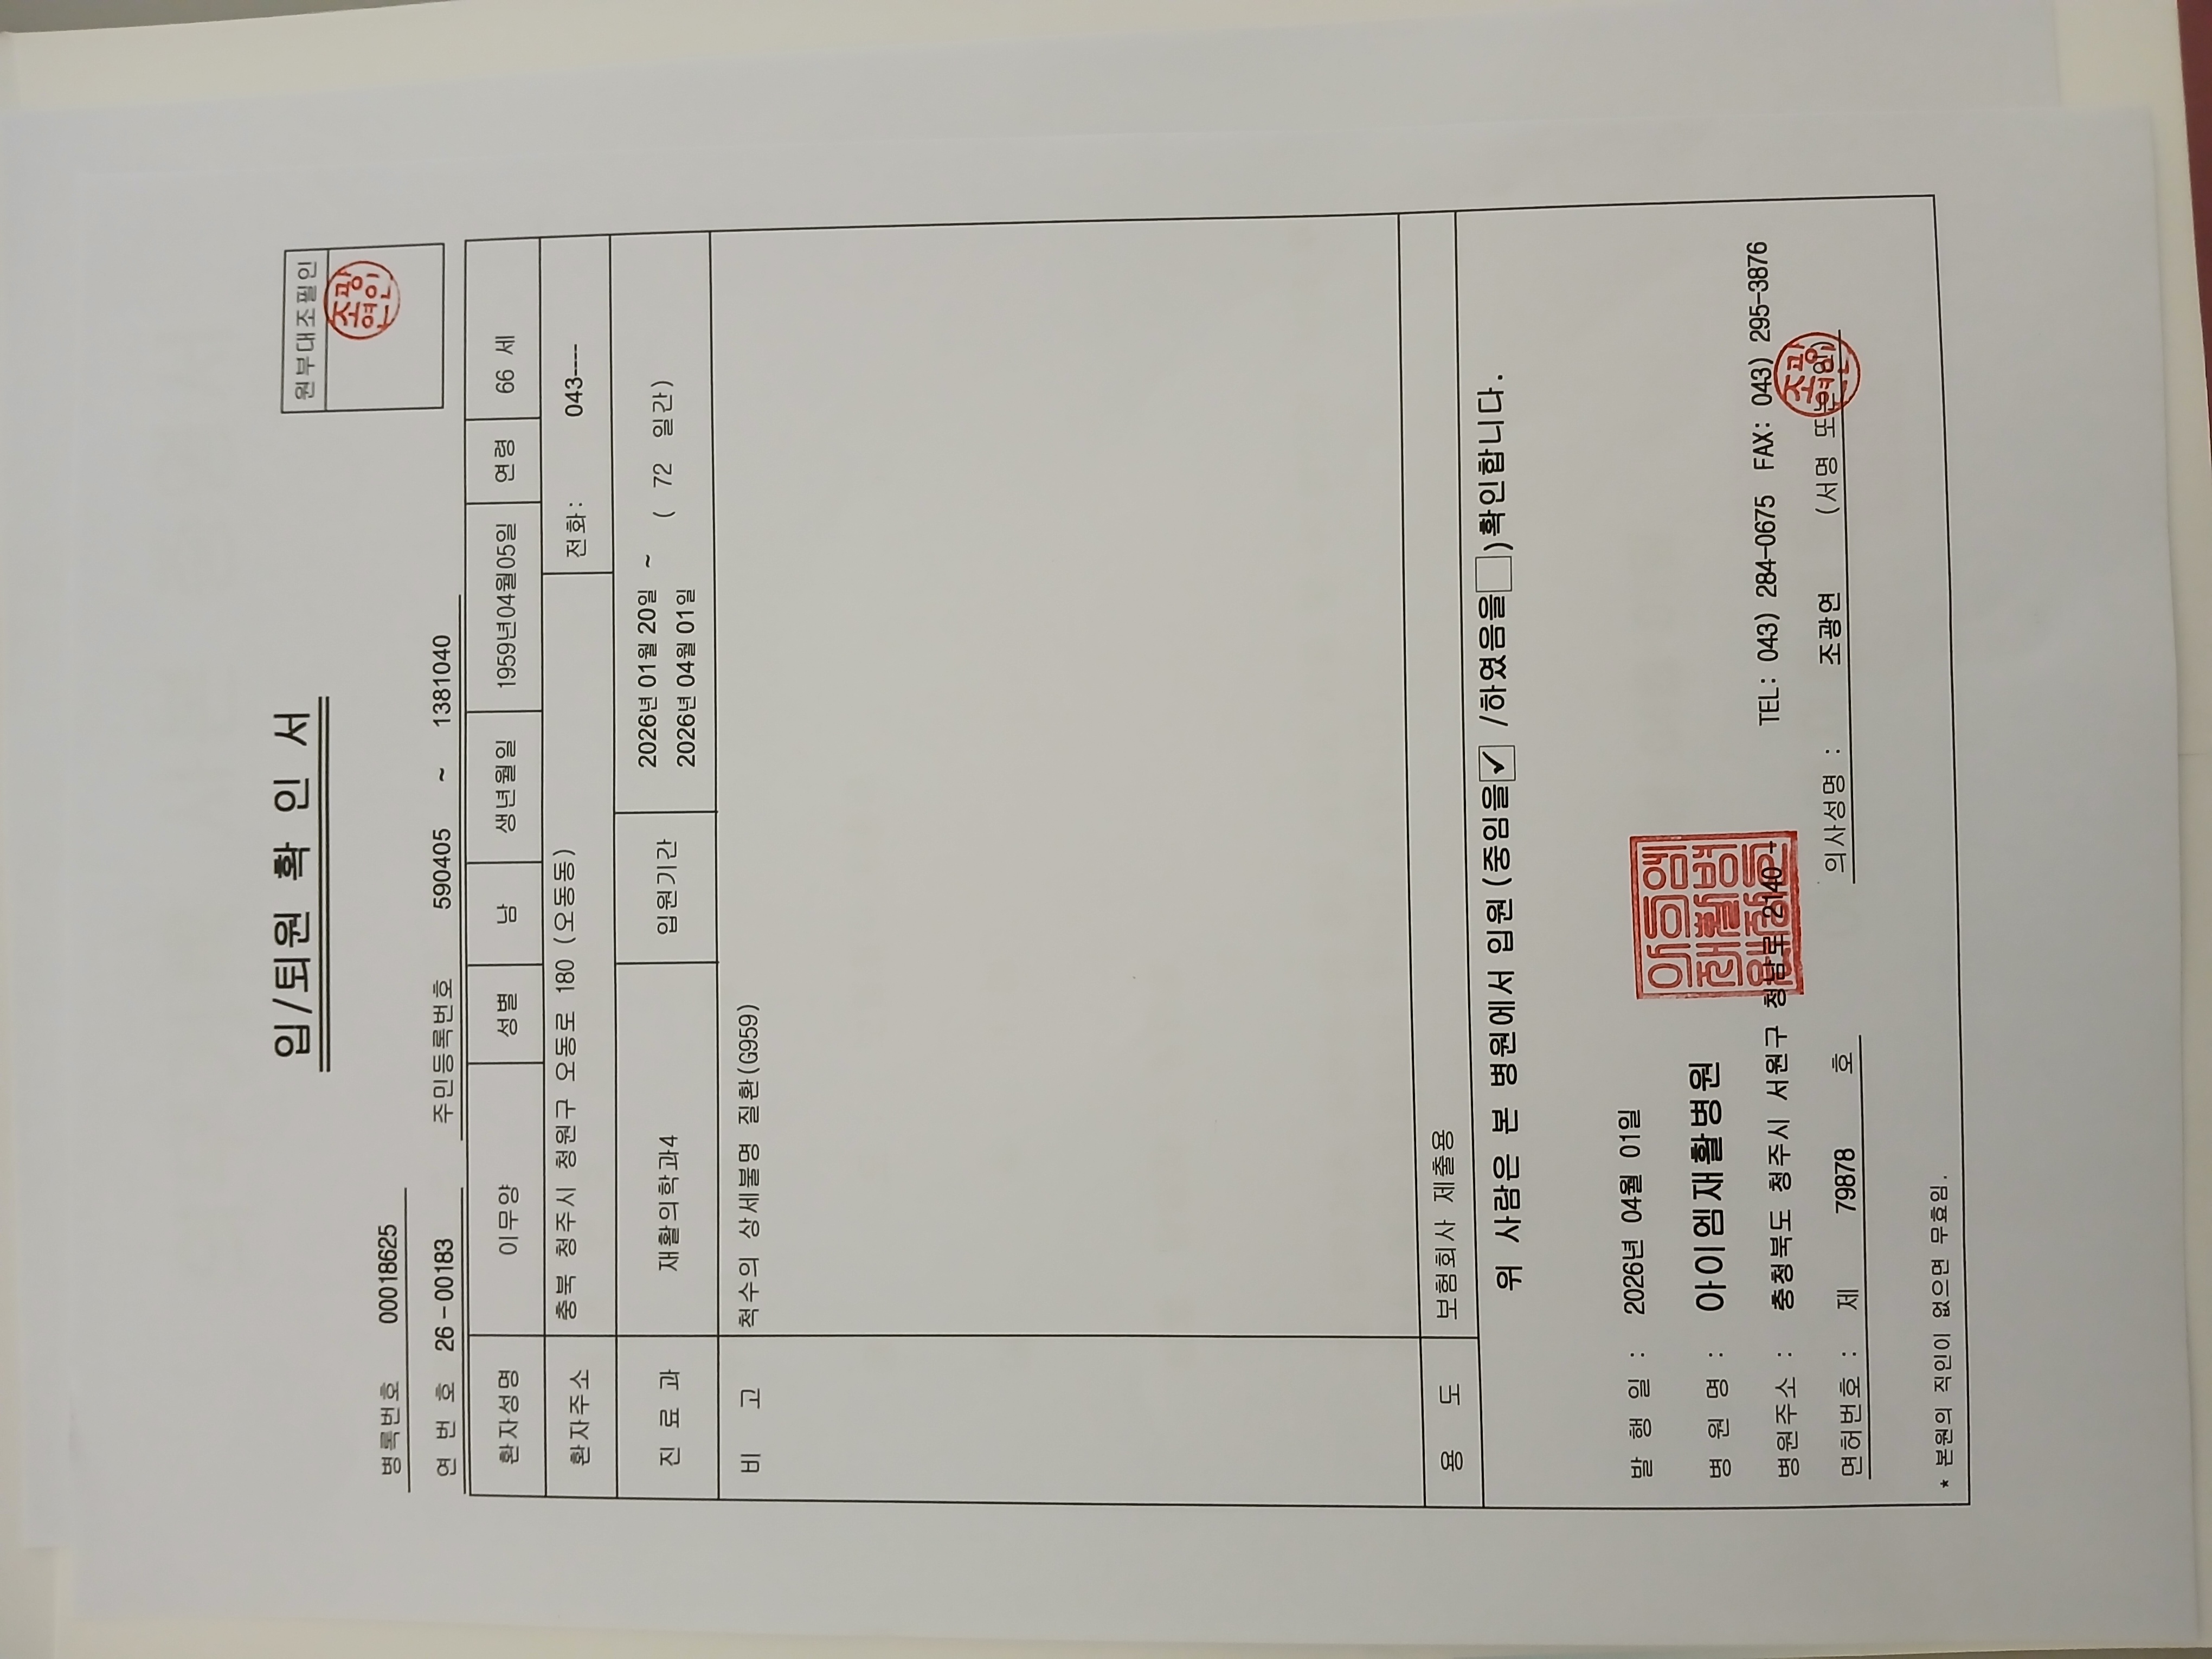 입/퇴원 확 인 서
원부대조필인
조광
연인
병록번호 00018625
연 번 호 26 - 00183 주민등록번호 590405 ~ 1381040
환자성명 이무양 성별 남 생년월일 1959년04월05일 연령 66 세
환자주소 충북 청주시 청원구 오동로 180 (오동동) 전화: 043----
진 료 과 재활의학과4 입원기간 2026년 01월 20일 ~
2026년 04월 01일 ( 72 일간)
비 고 척수의 상세불명 질환(G959)
용 도 보험회사 제출용
위 사람은 본 병원에서 입원(중임을☑/하였음을☐)확인합니다.
발 행 일 : 2026년 04월 01일
병 원 명 : 아이엠재활병원
병원주소 : 충청북도 청주시 서원구 청남로 2140 TEL: 043) 284-0675 FAX: 043) 295-3876
면허번호 : 제 79878 호 의사성명 : 조광연 (서명 또는 인)
조광
연인
* 본원의 직인이 없으면 무효임.